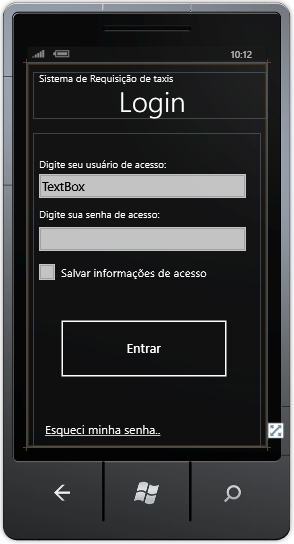 10:12
Sistema de Requisição de taxis
Login
Digite seu usuário de acesso:
TextBox
Digite sua senha de acesso:
Salvar informações de acesso
Entrar
Esqueci minha senha..